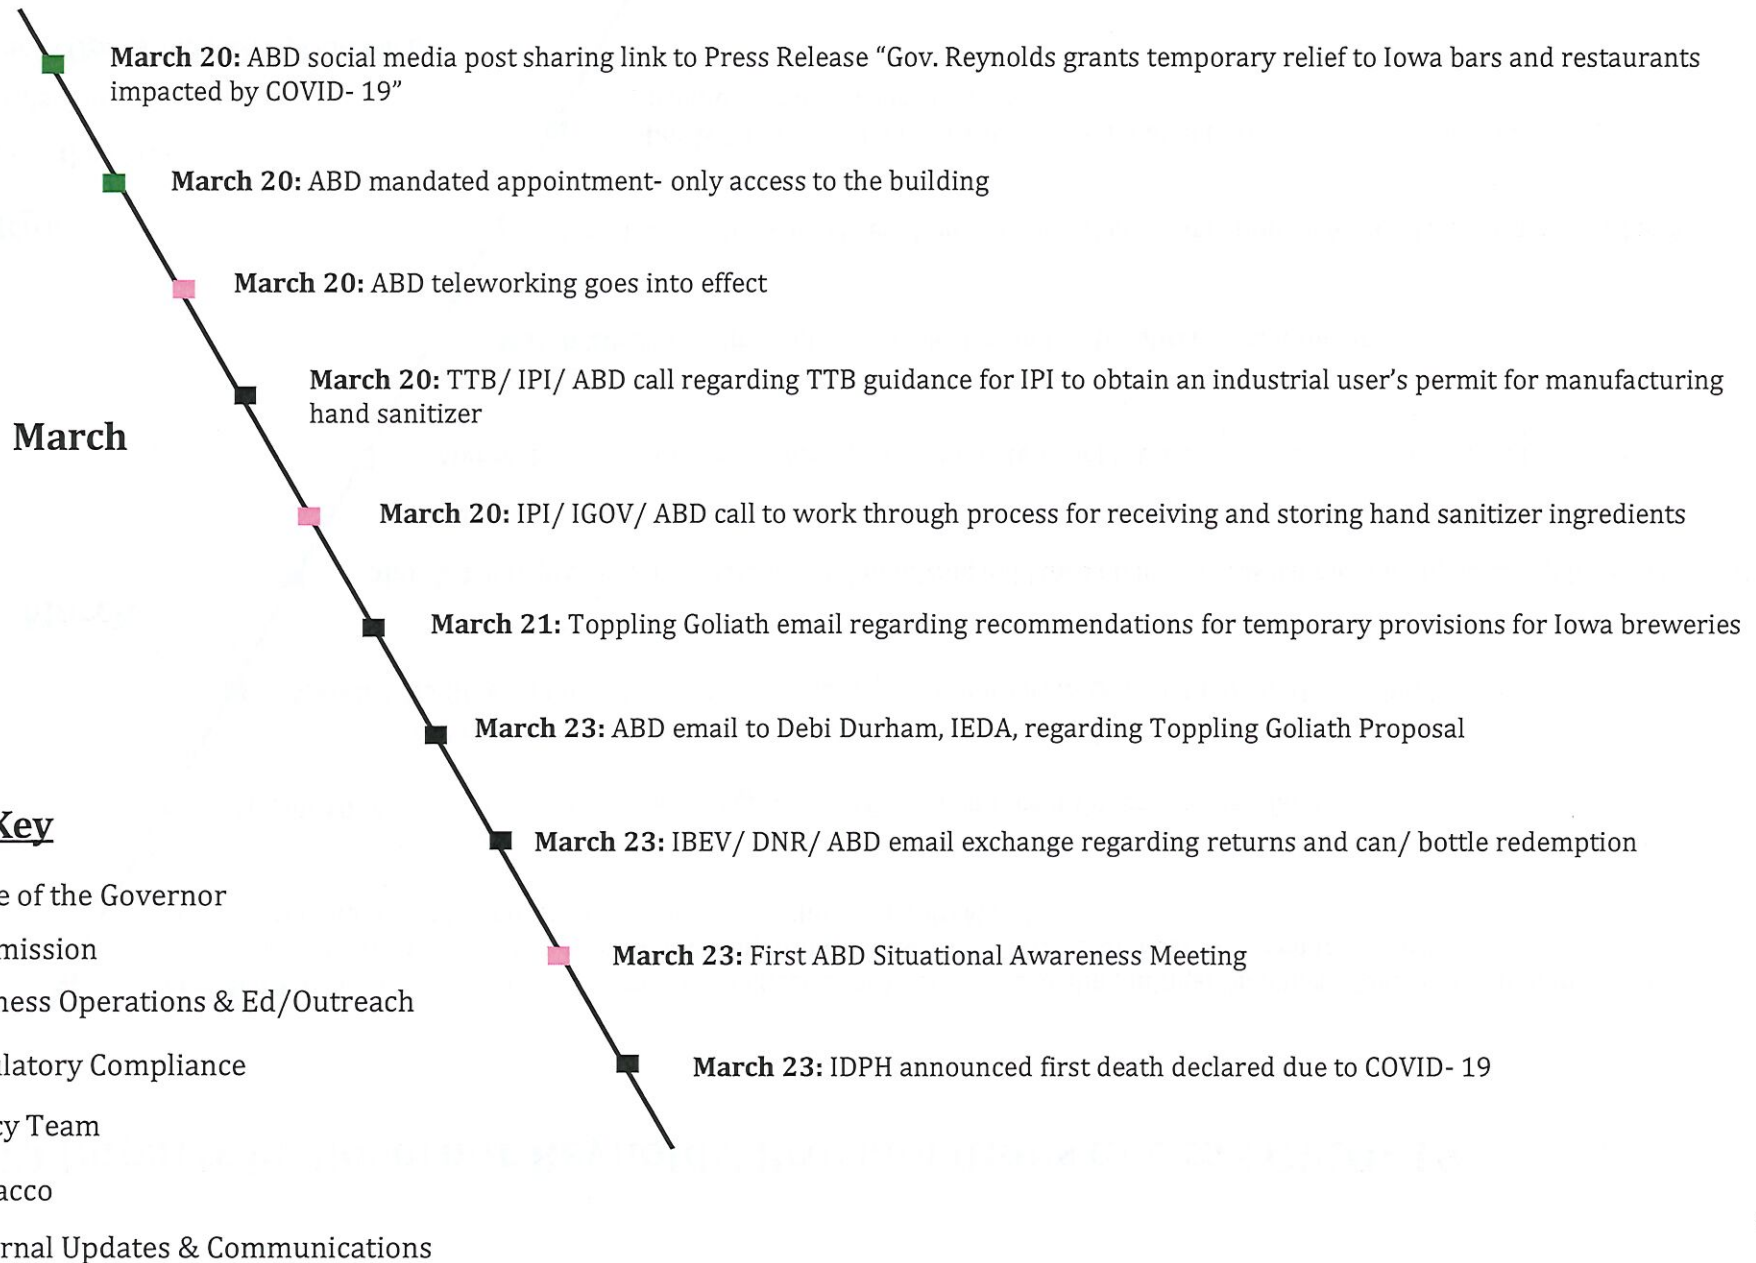 March 20: ABD social media post sharing link to Press Release “Gov. Reynolds grants temporary relief to Iowa bars and restaurants
impacted by COVID- 19”
March 20: ABD mandated appointment- only access to the building
March 20: ABD teleworking goes into effect
March 20: TTB/ IPI/ ABD call regarding TTB guidance for IPI to obtain an industrial user’s permit for manufacturing
hand sanitizer
March
March 20: IPI/ IGOV/ ABD call to work through process for receiving and storing hand sanitizer ingredients
March 21: Toppling Goliath email regarding recommendations for temporary provisions for Iowa breweries
March 23: ABD email to Debi Durham, IEDA, regarding Toppling Goliath Proposal
March 23: IBEV/ DNR/ ABD email exchange regarding returns and can/ bottle redemption
March 23: First ABD Situational Awareness Meeting
March 23: IDPH announced first death declared due to COVID- 19
Key
e of the Governor
mission
ness Operations & Ed/Outreach
latory Compliance
cy Team
acco
rnal Updates & Communications